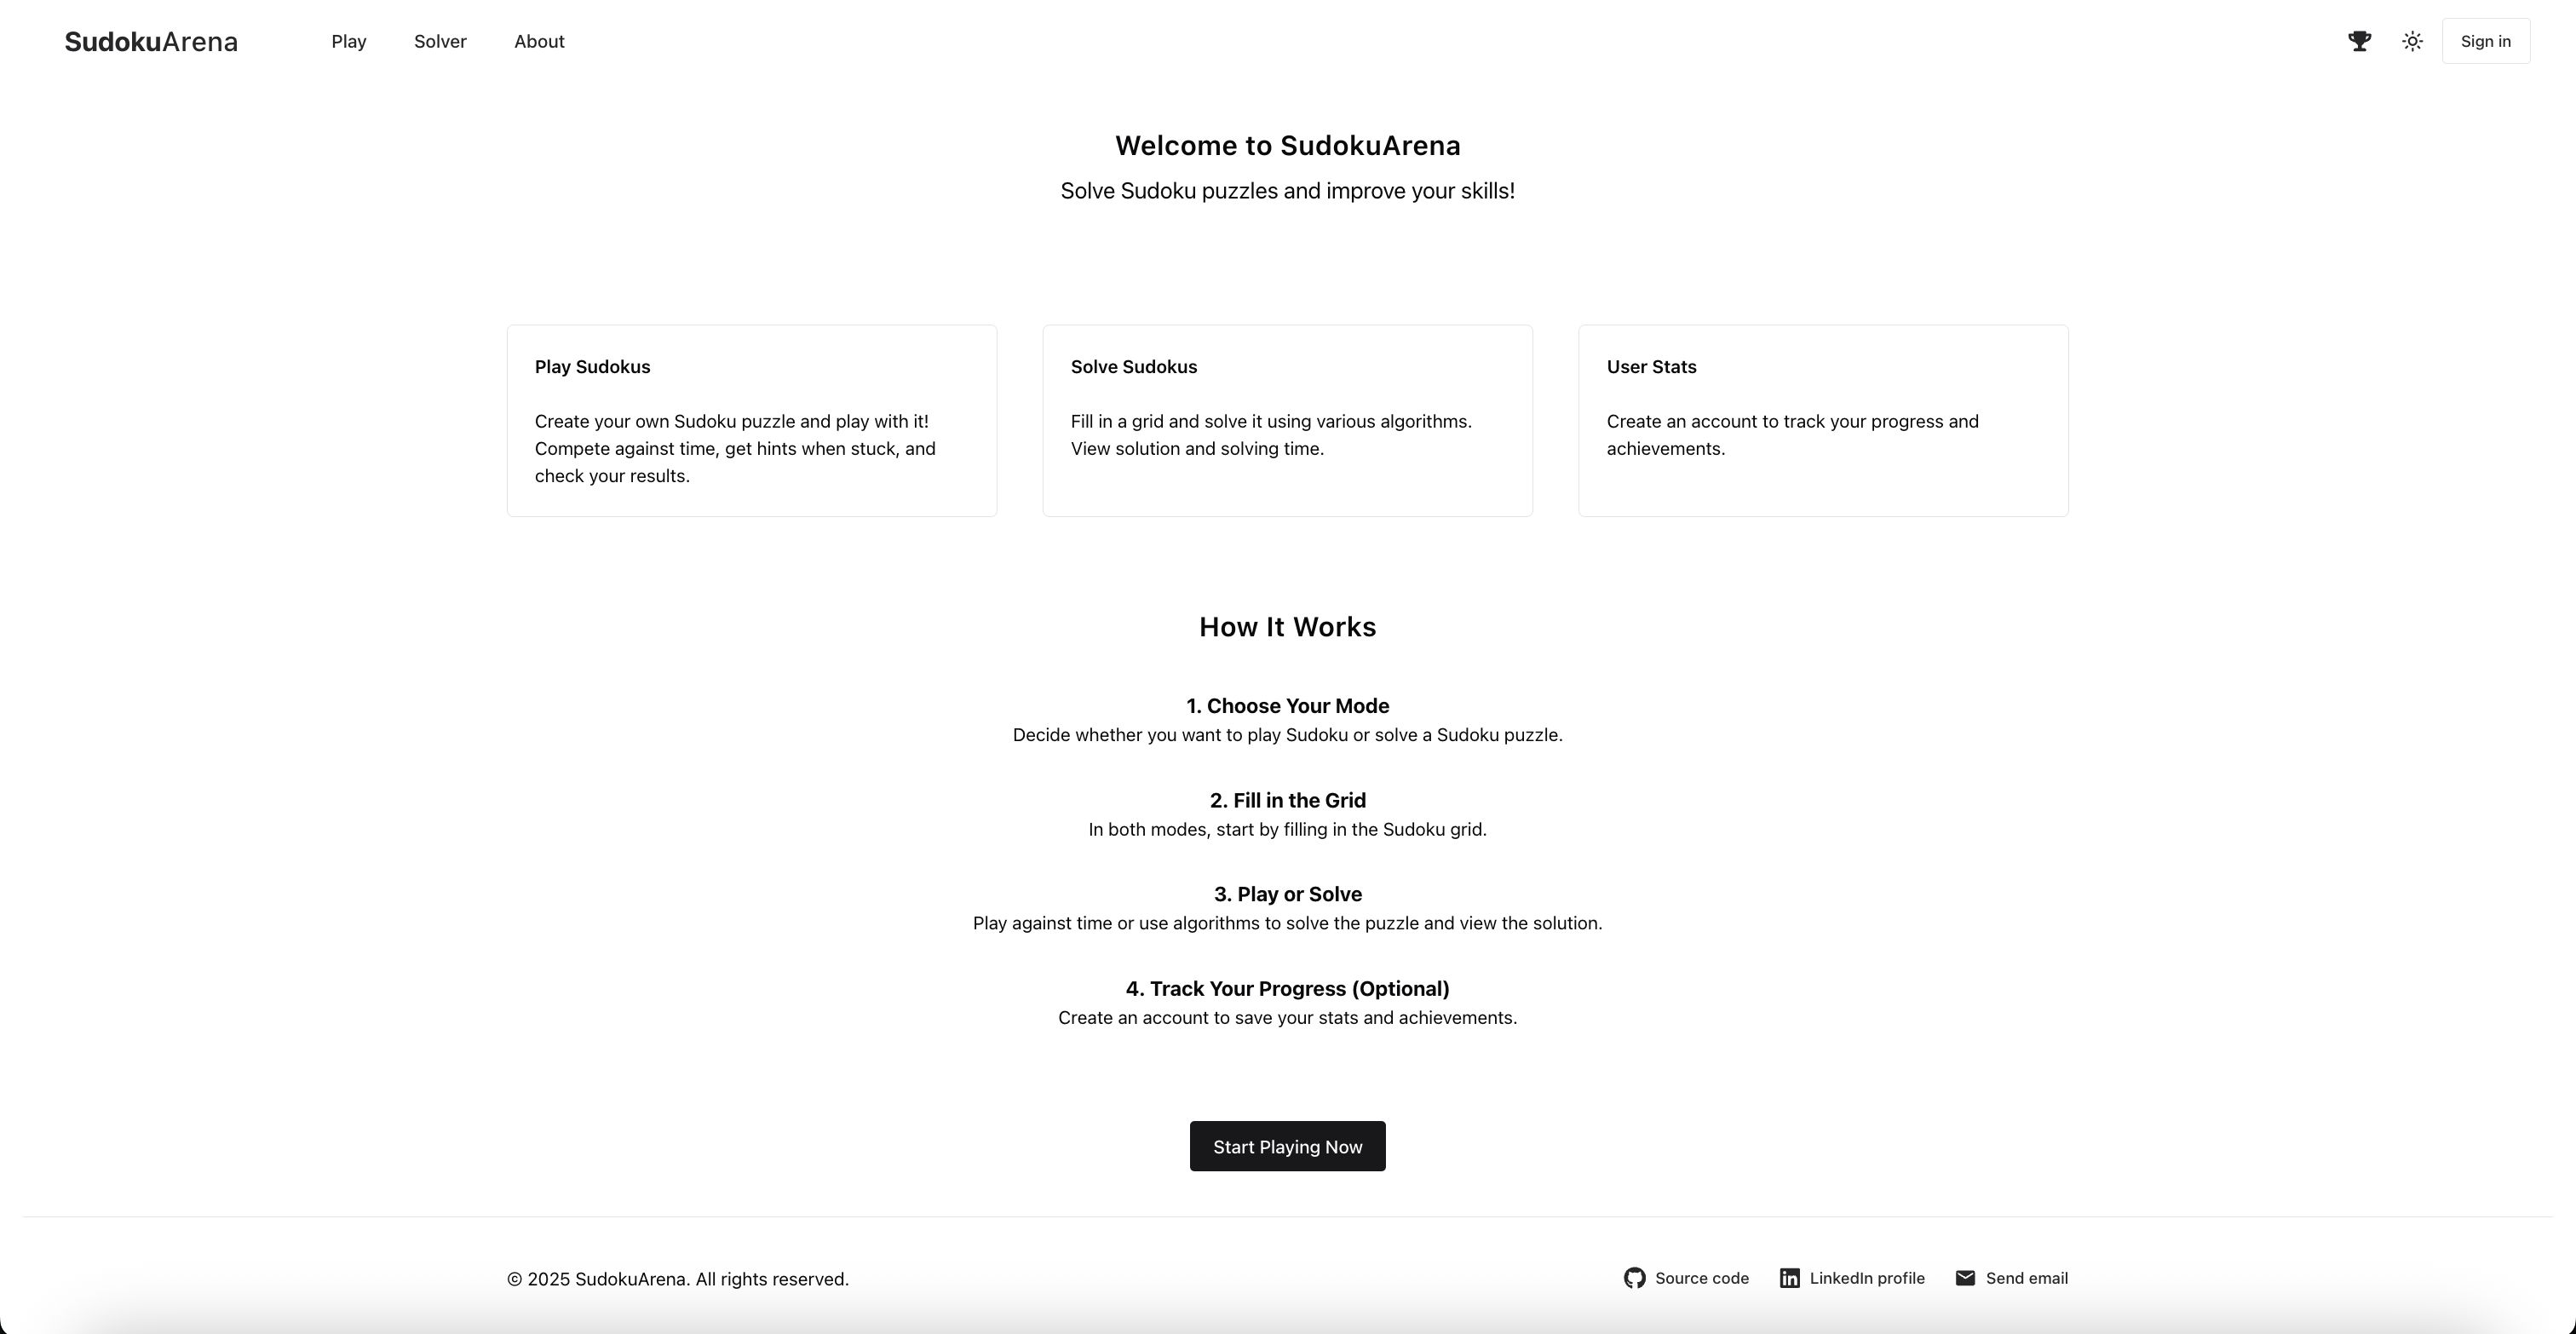 SudokuArena
Play
Solver
About
Sign in
Welcome to SudokuArena
Solve Sudoku puzzles and improve your skills!
Play Sudokus
Create your own Sudoku puzzle and play with it!
Compete against time, get hints when stuck, and
check your results.
Solve Sudokus
Fill in a grid and solve it using various algorithms.
View solution and solving time.
User Stats
Create an account to track your progress and
achievements.
How It Works
1. Choose Your Mode
Decide whether you want to play Sudoku or solve a Sudoku puzzle.
2. Fill in the Grid
In both modes, start by filling in the Sudoku grid.
3. Play or Solve
Play against time or use algorithms to solve the puzzle and view the solution.
4. Track Your Progress (Optional)
Create an account to save your stats and achievements.
Start Playing Now
© 2025 SudokuArena. All rights reserved.
Source code
LinkedIn profile
Send email